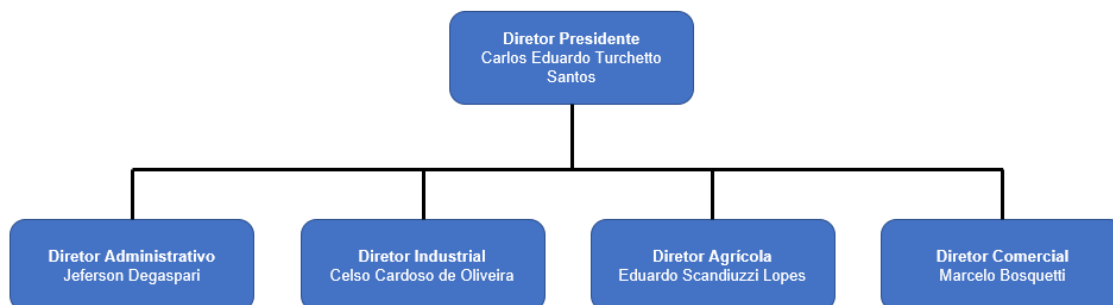 Diretor Presidente
Carlos Eduardo Turchetto
Santos
Diretor Administrativo
Jeferson Degaspari
Diretor Industrial
Celso Cardoso de Oliveira
Diretor Agrícola
Eduardo Scandiuzzi Lopes
Diretor Comercial
Marcelo Bosquetti